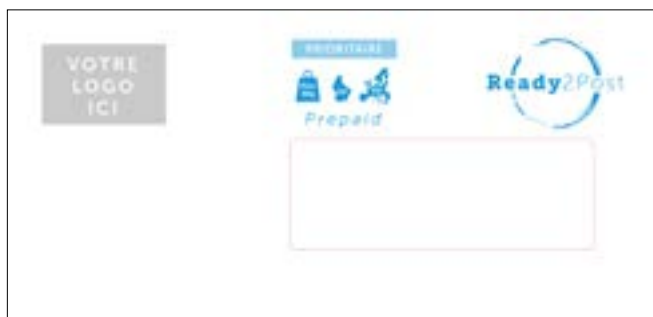 VOTRE
LOGO
ICI
PRIORITAIRE
Prepaid
Ready2Post